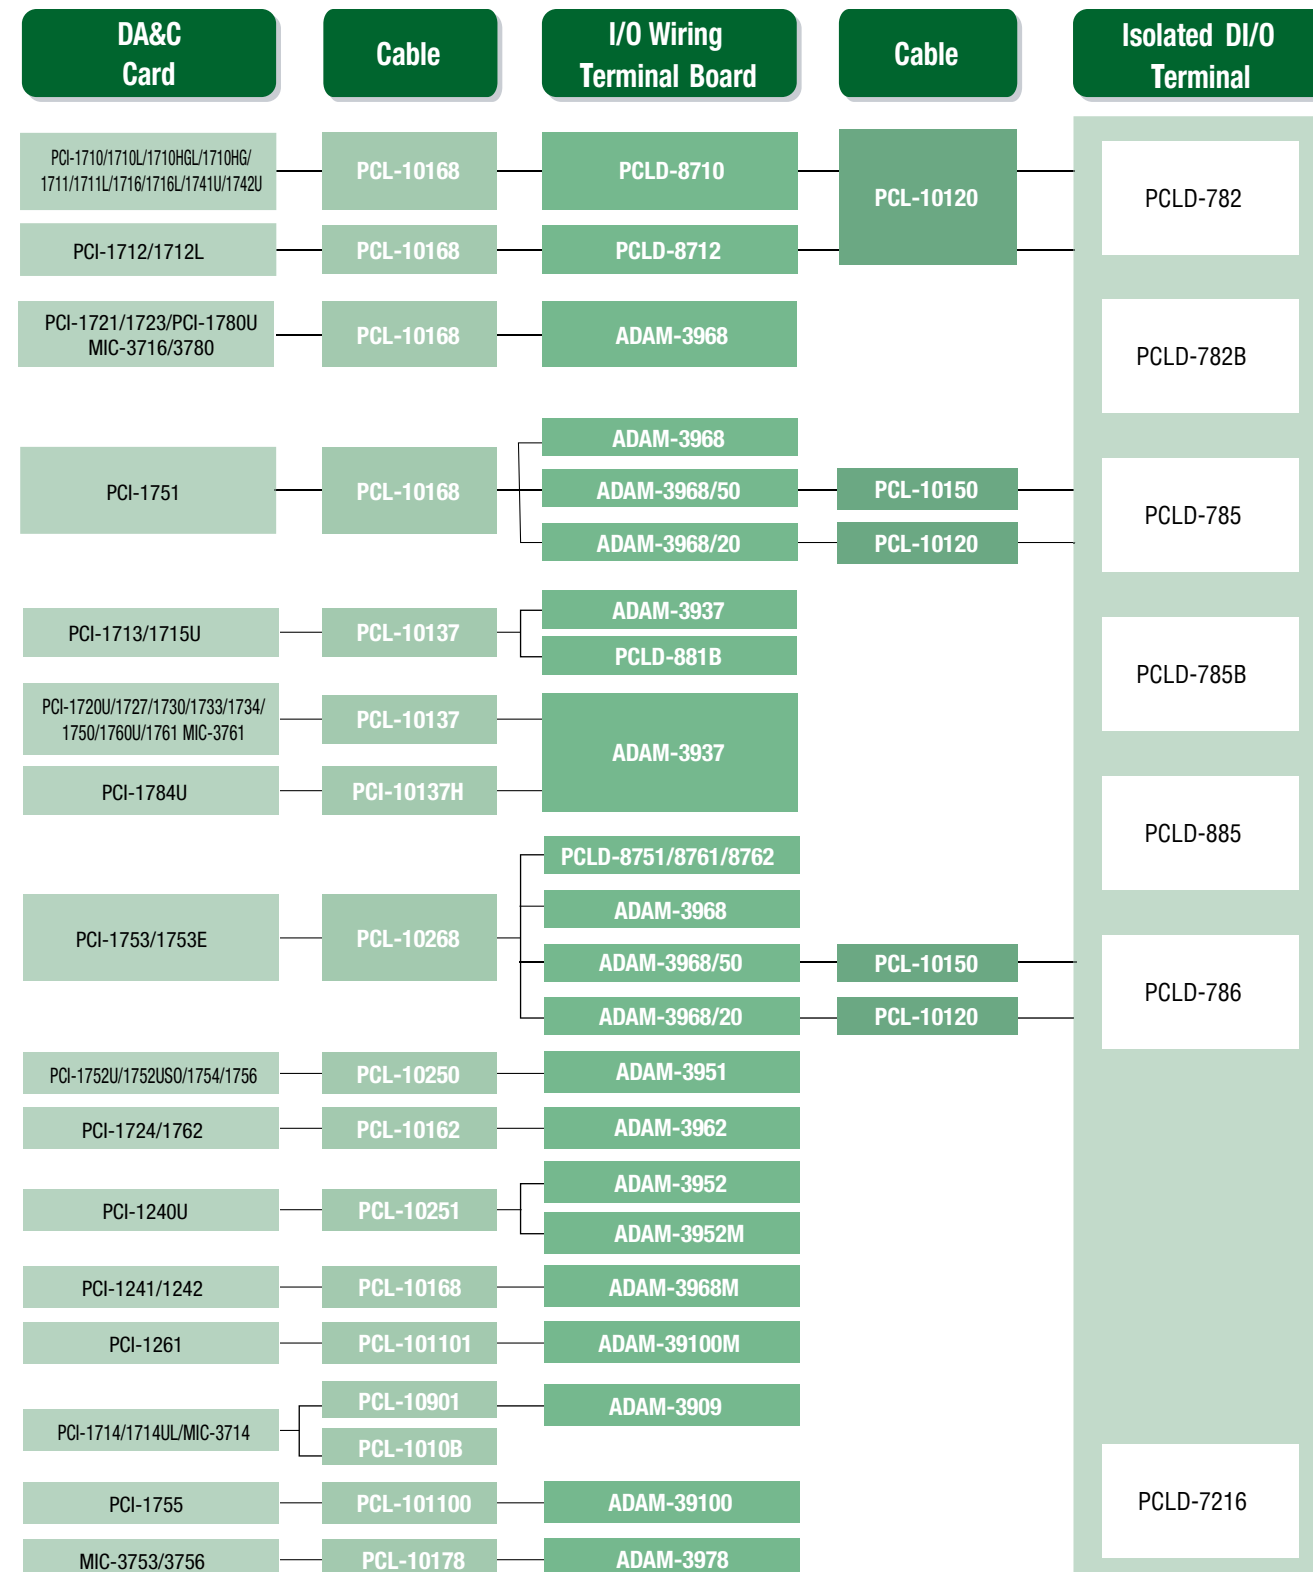 DA&C
Card
Cable
I/O Wiring
Terminal Board
Cable
Isolated DI/O
Terminal
PCI-1710/1710L/1710HGL/1710HG/
1711/1711L/1716/1716L/1741U/1742U
PCL-10168
PCLD-8710
PCL-10120
PCLD-782
PCI-1712/1712L
PCL-10168
PCLD-8712
PCI-1721/1723/PCI-1780U
MIC-3716/3780
PCL-10168
ADAM-3968
PCLD-782B
PCI-1751
PCL-10168
ADAM-3968
ADAM-3968/50
PCL-10150
ADAM-3968/20
PCL-10120
PCLD-785
PCI-1713/1715U
PCL-10137
ADAM-3937
PCLD-881B
PCLD-785B
PCI-1720U/1727/1730/1733/1734/
1750/1760U/1761 MIC-3761
PCL-10137
ADAM-3937
PCI-1784U
PCI-10137H
PCLD-885
PCI-1753/1753E
PCL-10268
PCLD-8751/8761/8762
ADAM-3968
ADAM-3968/50
PCL-10150
ADAM-3968/20
PCL-10120
PCLD-786
PCI-1752U/1752USO/1754/1756
PCL-10250
ADAM-3951
PCI-1724/1762
PCL-10162
ADAM-3962
PCI-1240U
PCL-10251
ADAM-3952
ADAM-3952M
PCI-1241/1242
PCL-10168
ADAM-3968M
PCI-1261
PCL-101101
ADAM-39100M
PCI-1714/1714UL/MIC-3714
PCL-10901
ADAM-3909
PCL-1010B
PCI-1755
PCL-101100
ADAM-39100
PCLD-7216
MIC-3753/3756
PCL-10178
ADAM-3978